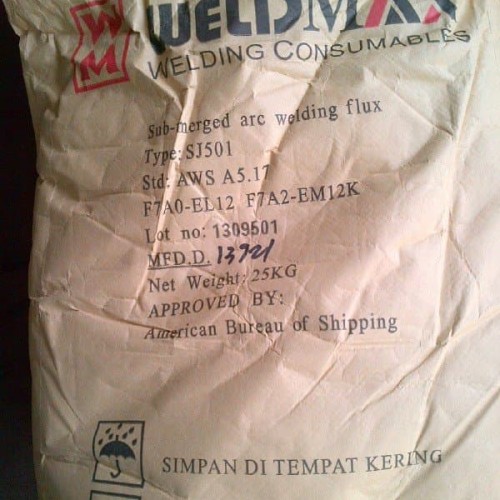 WM
WELDMAX
WELDING CONSUMABLES
Sub-merged arc welding flux
Type: SJ501
Std: AWS A5.17
F7A0-EL12 F7A2-EM12K
Lot no: 1309501
MFD.D.
Net Weight: 25KG
APPROVED BY:
American Bureau of Shipping
SIMPAN DI TEMPAT KERING